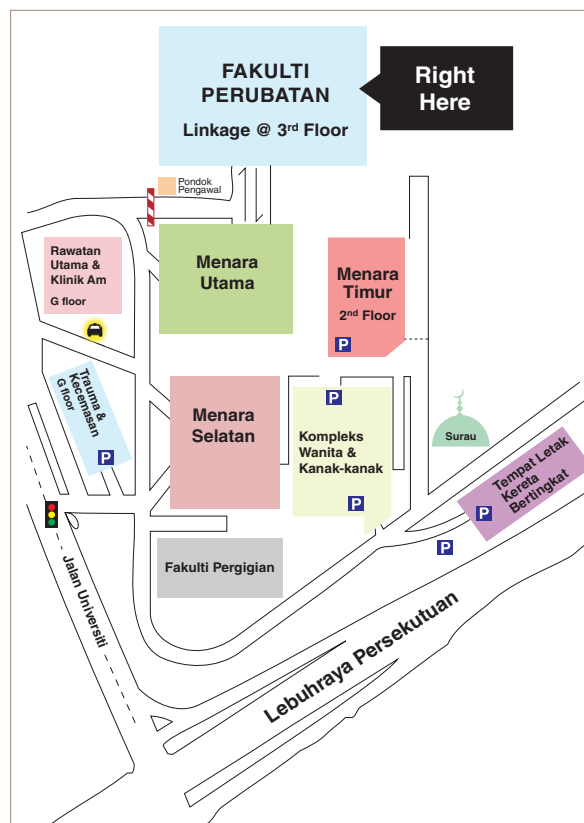 FAKULTI
PERUBATAN
Linkage @ 3rd Floor
Right
Here
Pondok
Pengawal
Rawatan
Utama &
Klinik Am
G floor
Menara
Utama
Menara
Timur
2nd Floor
P
Trauma &
Kecemasan
G floor
P
Menara
Selatan
P
Kompleks
Wanita &
Kanak-kanak
P
Surau
Tempat Letak
Kereta
Bertingkat
P
P
Fakulti Pergigian
Jalan Universiti
Lebuhraya Persekutuan